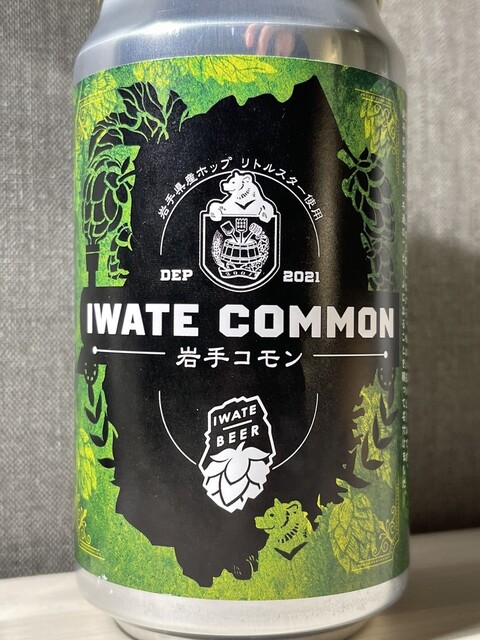 岩手県産ホップ リトルスター使用
DEP 2021
IWATE COMMON
岩手コモン
IWATE
BEER